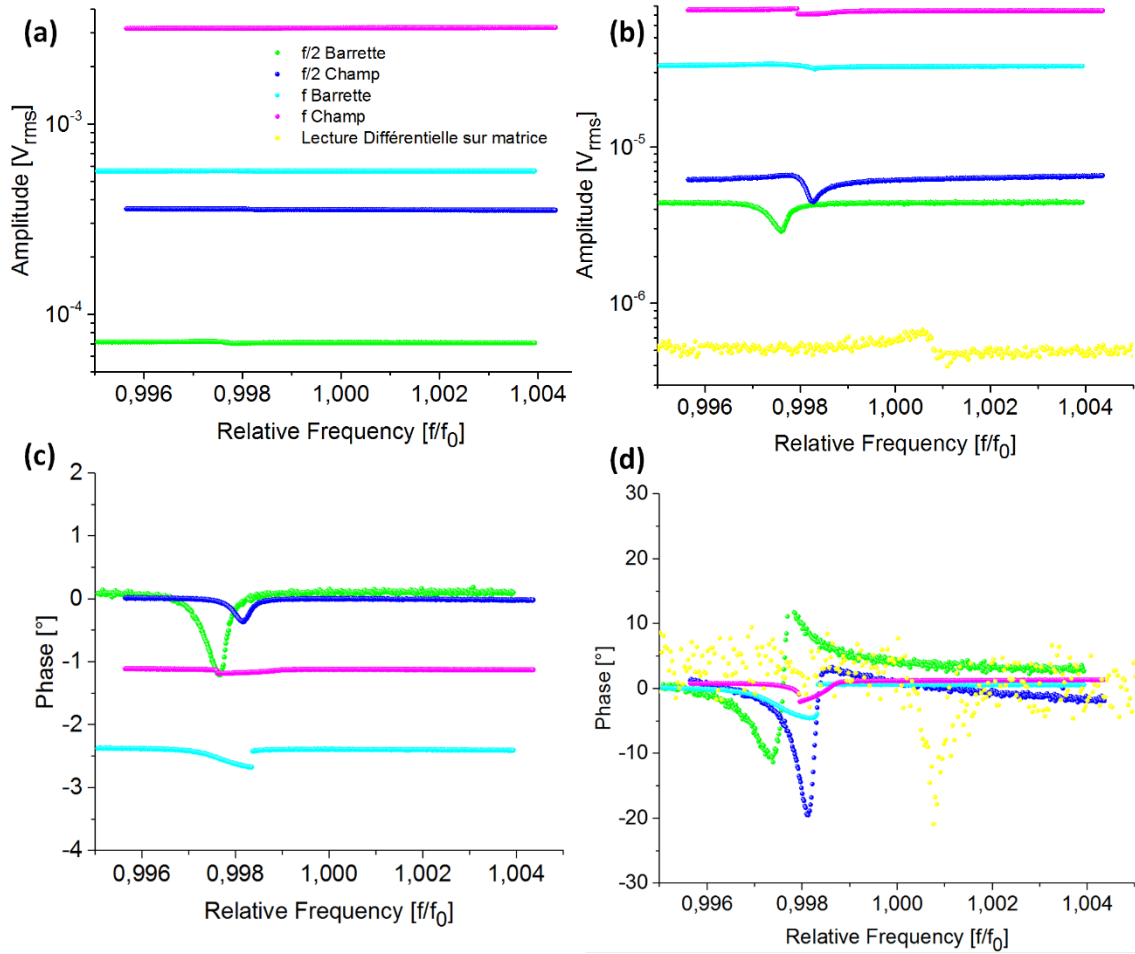 (a)
Amplitude [Vrms]
10-3
10-4
f/2 Barrette
f/2 Champ
f Barrette
f Champ
Lecture Différentielle sur matrice
0,996 0,998 1,000 1,002 1,004
Relative Frequency [f/f0]
(b)
Amplitude [Vrms]
10-5
10-6
0,996 0,998 1,000 1,002 1,004
Relative Frequency [f/f0]
(c)
Phase [°]
2
1
0
-1
-2
-3
-4
0,996 0,998 1,000 1,002 1,004
Relative Frequency [f/f0]
(d)
Phase [°]
30
20
10
0
-10
-20
-30
0,996 0,998 1,000 1,002 1,004
Relative Frequency [f/f0]